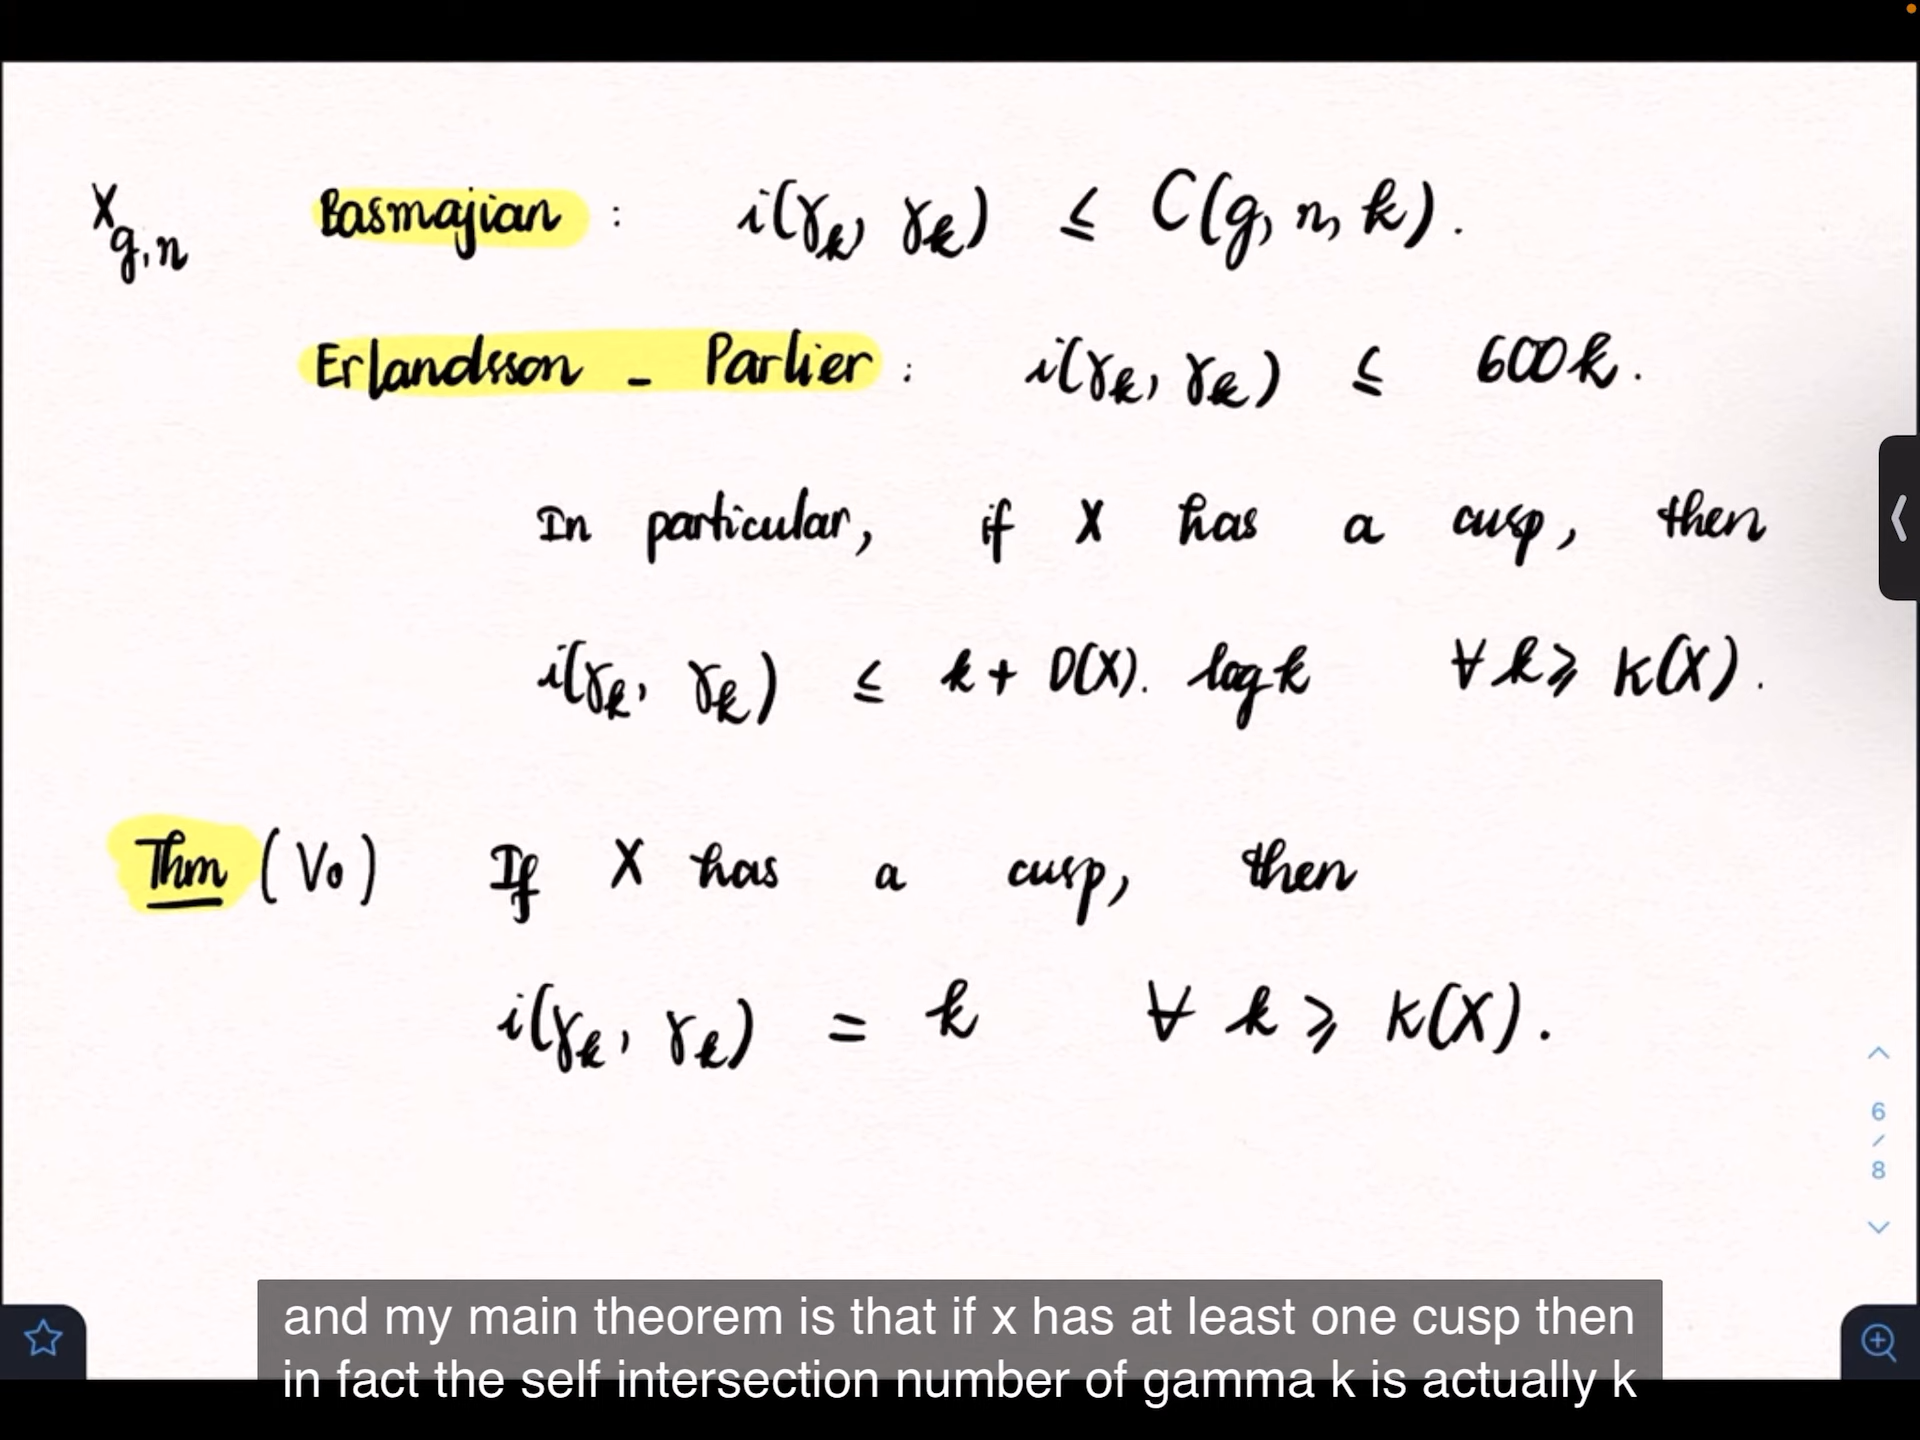 X_{g,n} Basmajian : i(γ_k, γ_k) ≤ C(g, n, k).
Erlandsson - Parlier : i(γ_k, γ_k) ≤ 600k.
In particular, if X has a cusp, then
i(γ_k, γ_k) ≤ k + D(X). log k ∀ k ≥ K(X).
Thm (Vo) If X has a cusp, then
i(γ_k, γ_k) = k ∀ k ≥ K(X).
6
/
8
and my main theorem is that if x has at least one cusp then
in fact the self intersection number of gamma k is actually k